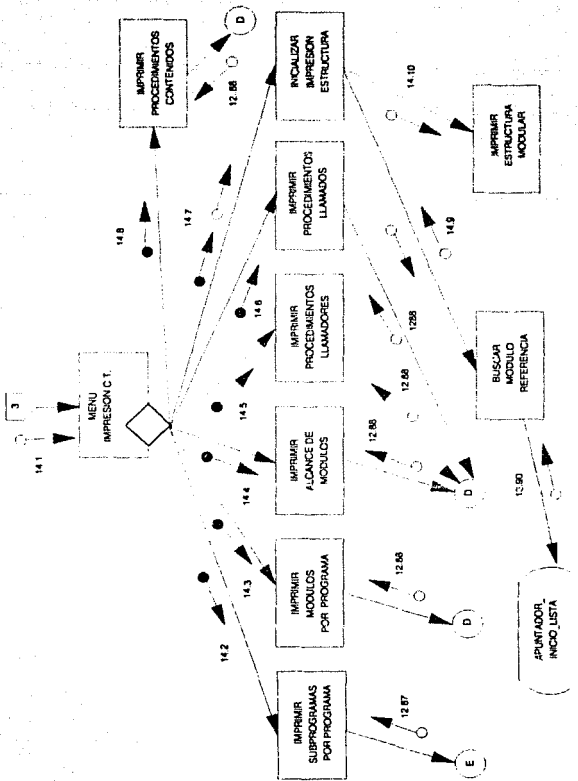 3
14.1
MENU
IMPRESION C.T.
14.8
IMPRIMIR
PROCEDIMIENTOS
CONTENIDOS
D
12.88
14.2
14.3
14.4
14.5
14.6
14.7
IMPRIMIR
SUBPROGRAMAS
POR PROGRAMA
IMPRIMIR
MODULOS
POR PROGRAMA
IMPRIMIR
ALCANCE DE
MODULOS
IMPRIMIR
PROCEDIMIENTOS
LLAMADORES
IMPRIMIR
PROCEDIMIENTOS
LLAMADOS
INICIALIZAR
IMPRESION
ESTRUCTURA
12.87
12.88
12.88
12.88
1288
14.9
14.10
E
D
D
13.90
BUSCAR
MODULO
REFERENCIA
IMPRIMIR
ESTRUCTURA
MODULAR
APUNTADOR_
INICIO_LISTA